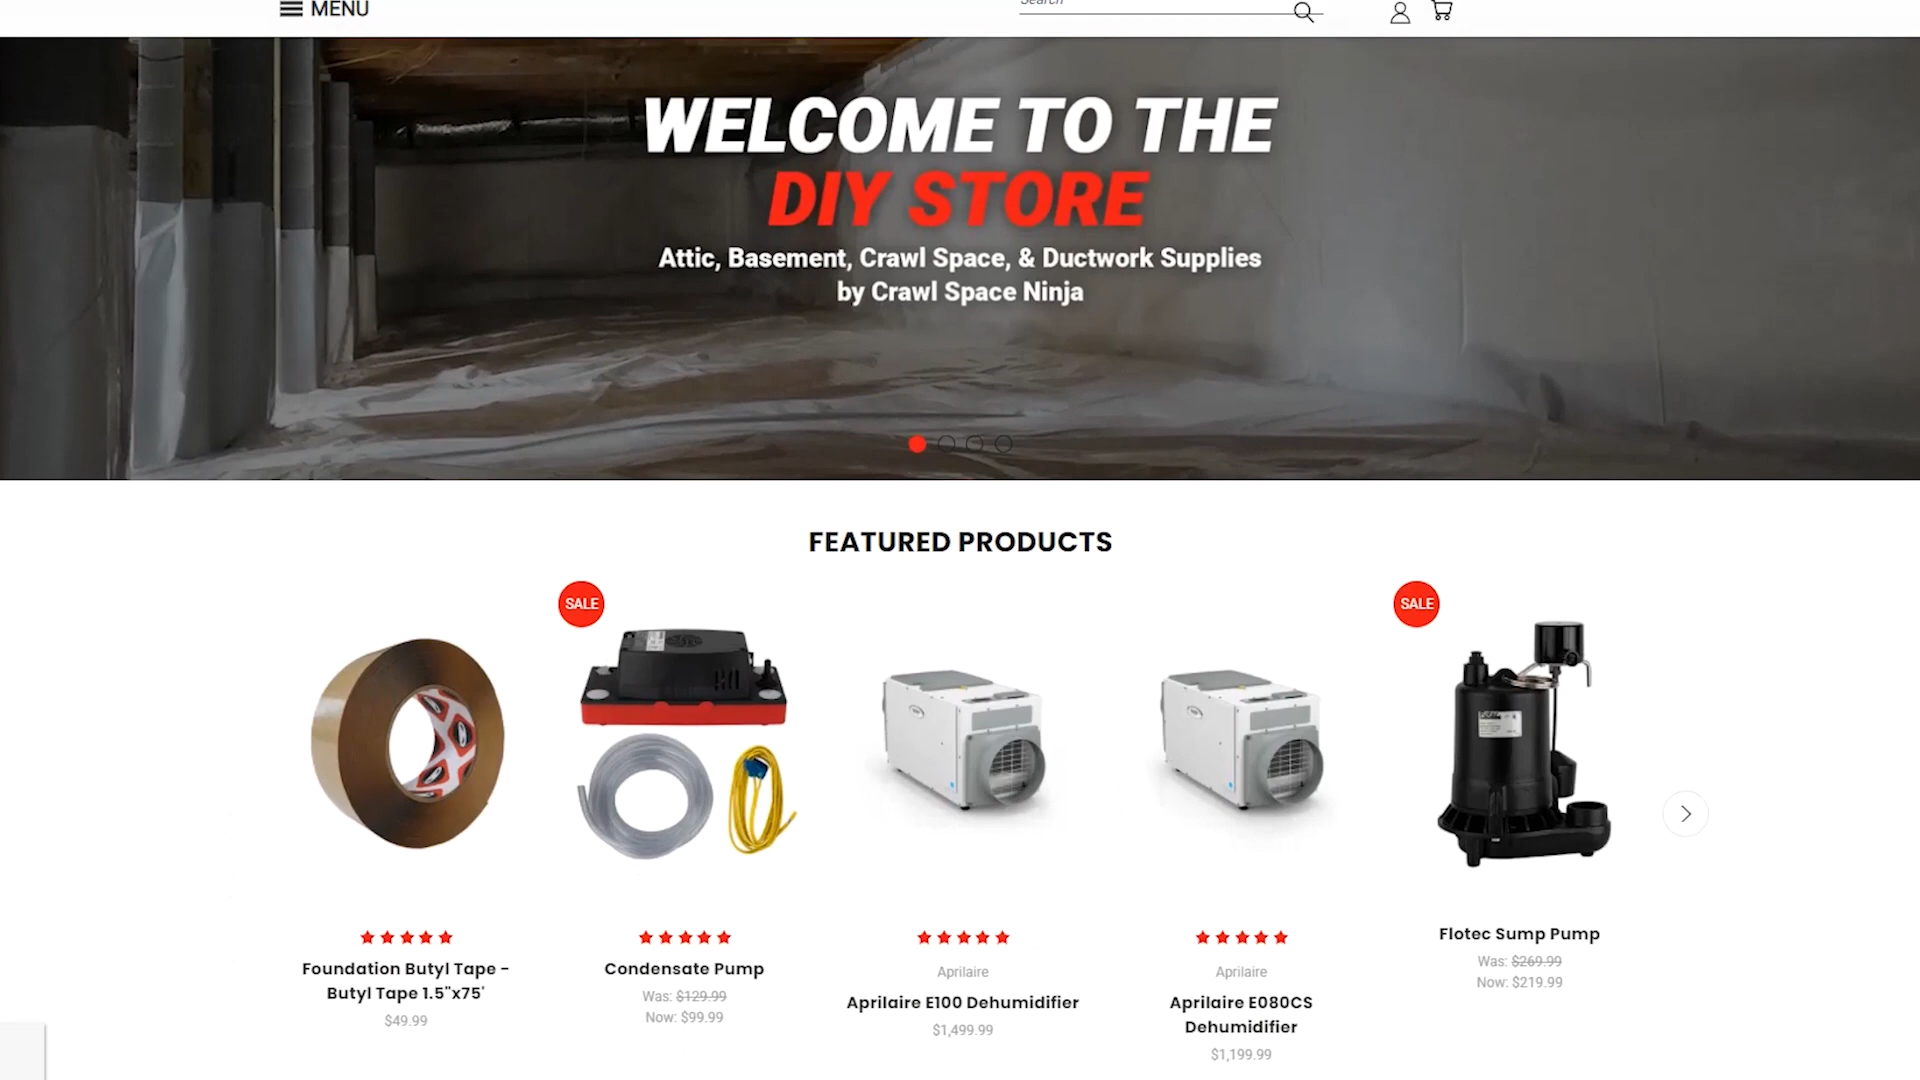 MENU
Search
WELCOME TO THE
DIY STORE
Attic, Basement, Crawl Space, & Ductwork Supplies
by Crawl Space Ninja
FEATURED PRODUCTS
SALE
SALE
Foundation Butyl Tape -
Butyl Tape 1.5"x75'
$49.99
Condensate Pump
Was: $129.99
Now: $99.99
Aprilaire
Aprilaire E100 Dehumidifier
$1,499.99
Aprilaire
Aprilaire E080CS
Dehumidifier
$1,199.99
Flotec Sump Pump
Was: $269.99
Now: $219.99